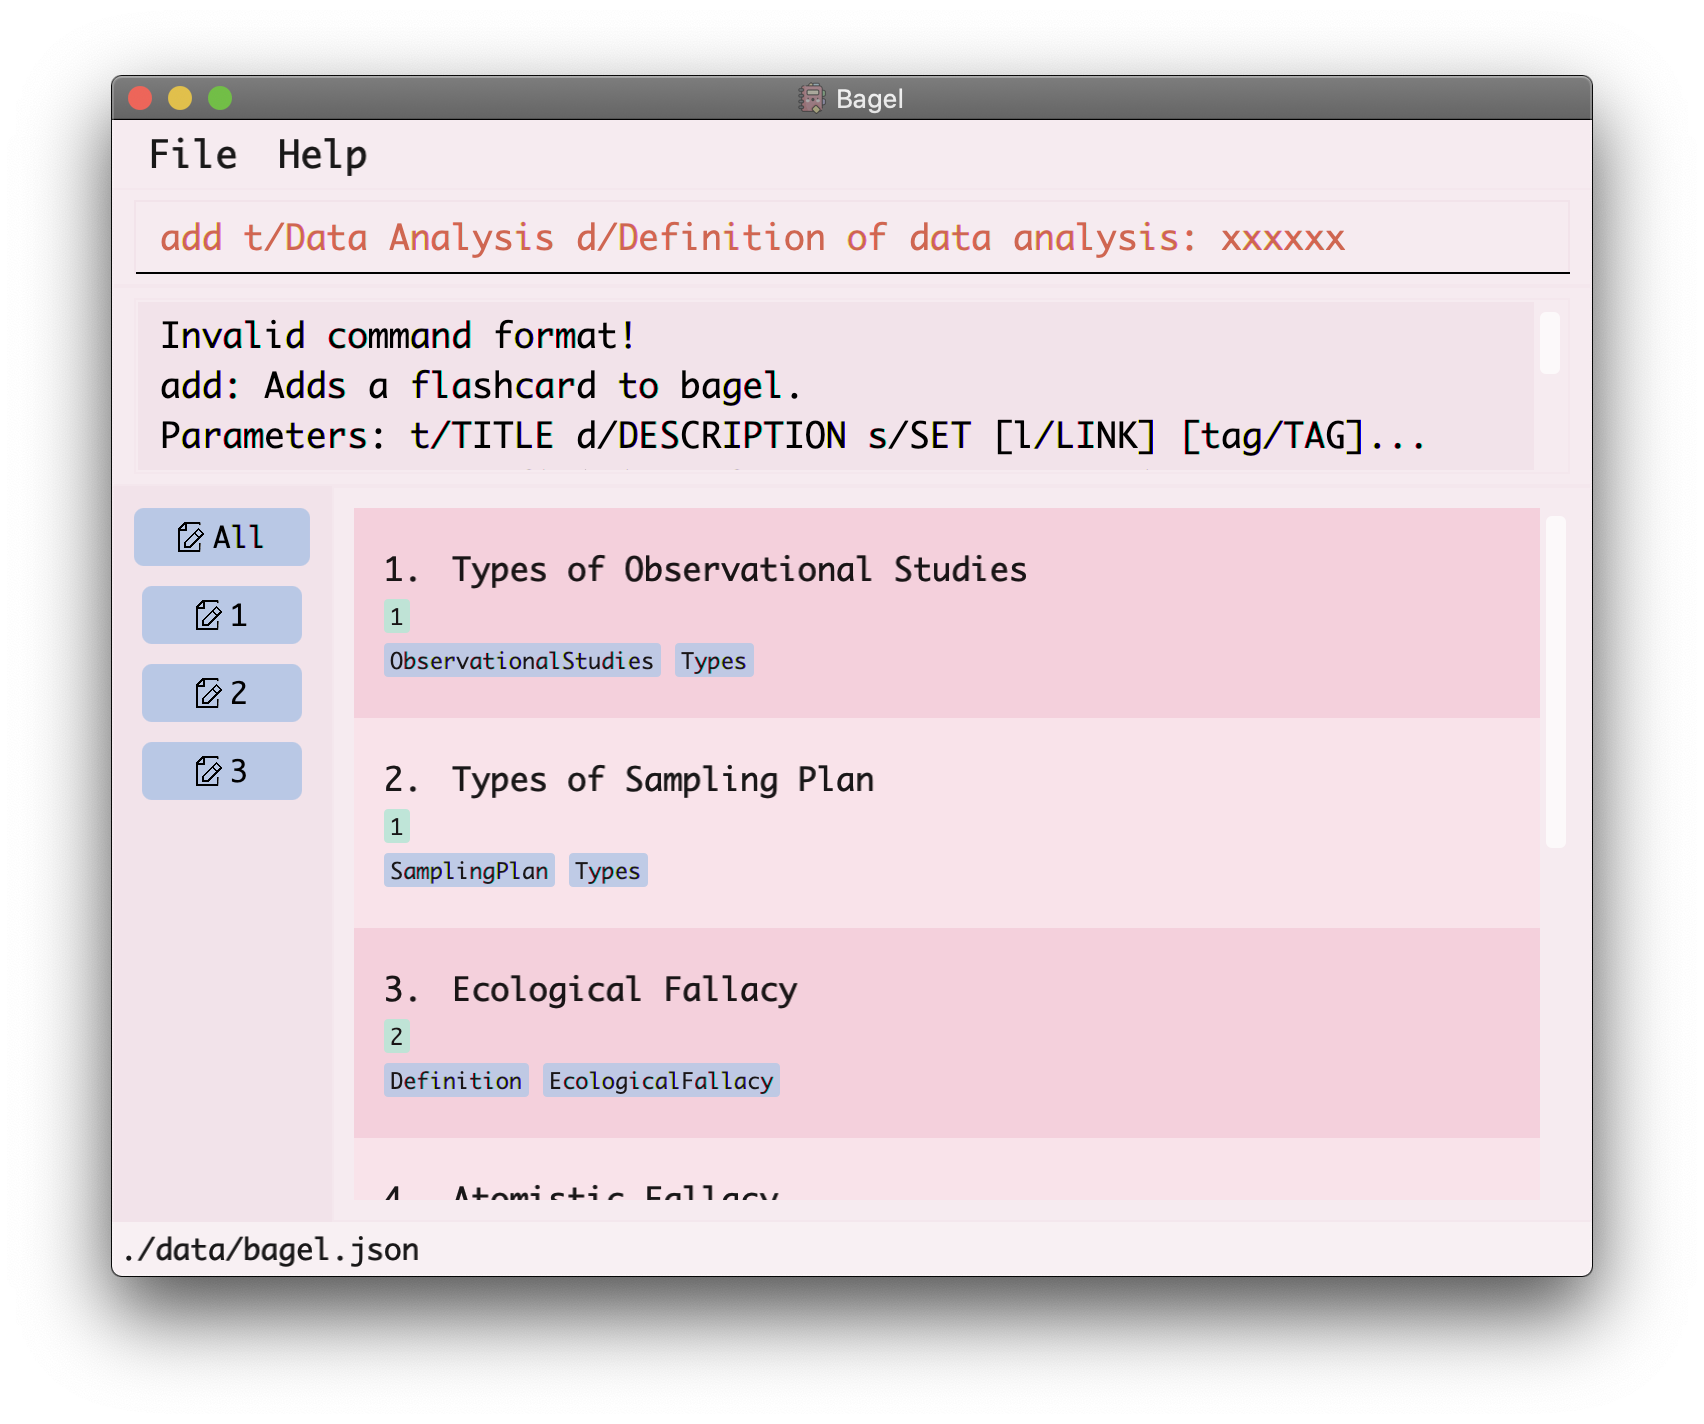 Bagel
File Help
add t/Data Analysis d/Definition of data analysis: xxxxxx
Invalid command format!
add: Adds a flashcard to bagel.
Parameters: t/TITLE d/DESCRIPTION s/SET [l/LINK] [tag/TAG]...
All
1
2
3
1. Types of Observational Studies
1
ObservationalStudies Types
2. Types of Sampling Plan
1
SamplingPlan Types
3. Ecological Fallacy
2
Definition EcologicalFallacy
4. Atomistic Fallacy
./data/bagel.json